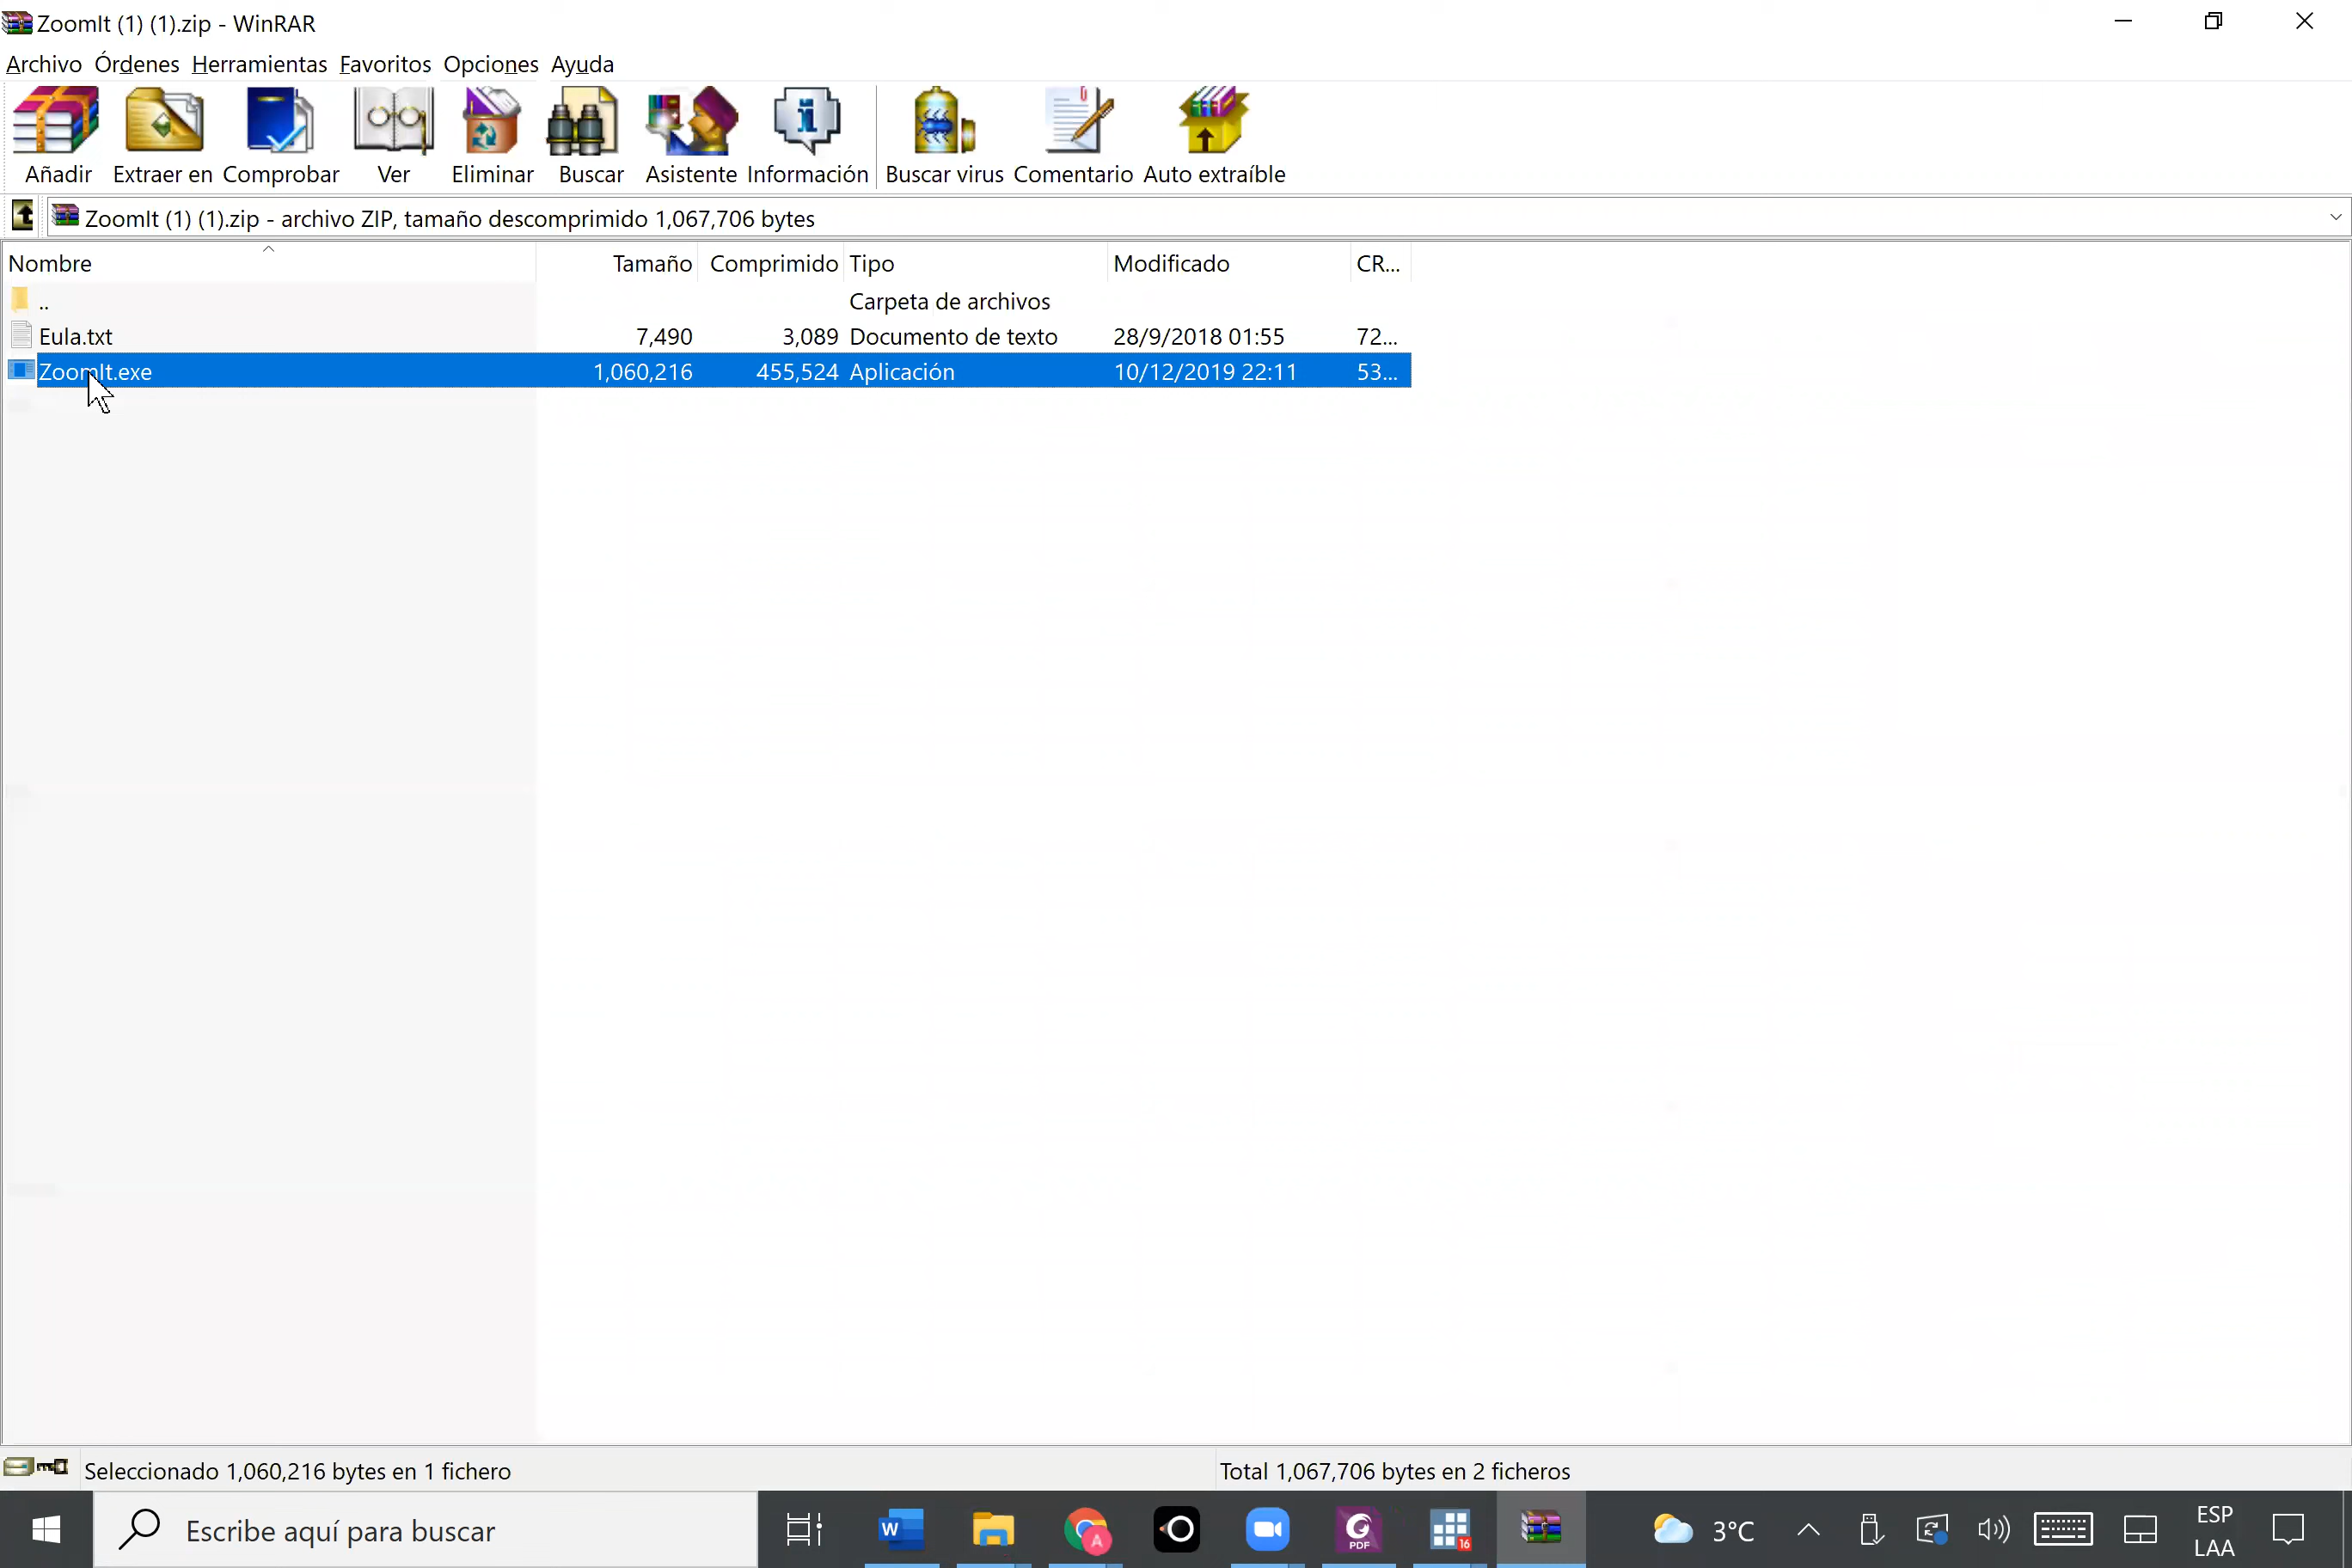 ZoomIt (1) (1).zip - WinRAR
Archivo Órdenes Herramientas Favoritos Opciones Ayuda
Añadir Extraer en Comprobar Ver Eliminar Buscar Asistente Información Buscar virus Comentario Auto extraíble
ZoomIt (1) (1).zip - archivo ZIP, tamaño descomprimido 1,067,706 bytes
Nombre Tamaño Comprimido Tipo Modificado CR...
.. Carpeta de archivos
Eula.txt 7,490 3,089 Documento de texto 28/9/2018 01:55 72...
ZoomIt.exe 1,060,216 455,524 Aplicación 10/12/2019 22:11 53...
Seleccionado 1,060,216 bytes en 1 fichero Total 1,067,706 bytes en 2 ficheros
Escribe aquí para buscar W A PDF 16 3°C ESP
LAA